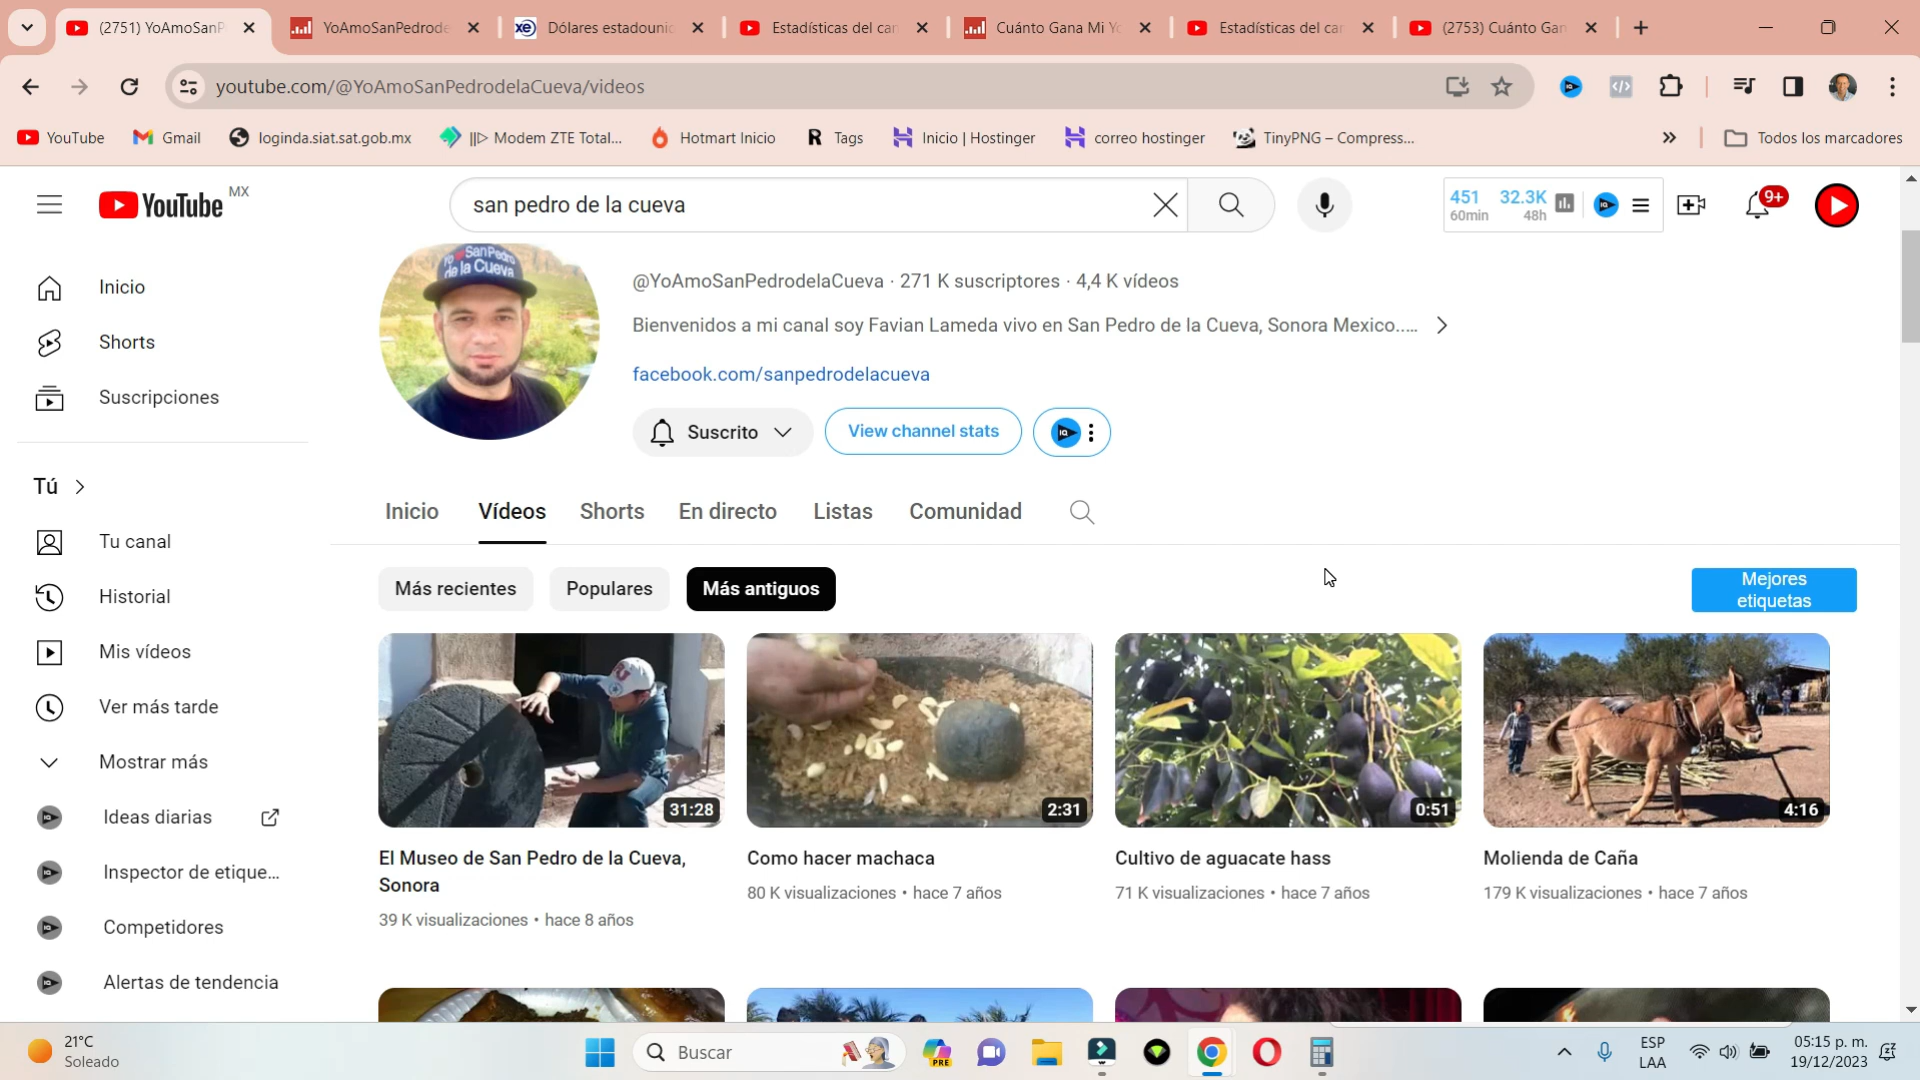 (2751) YoAmoSanP
YoAmoSanPedrode
Dólares estadounic
Estadísticas del can
Cuánto Gana Mi Yo
Estadísticas del can
(2753) Cuánto Gan
youtube.com/@YoAmoSanPedrodelaCueva/videos
YouTube
Gmail
loginda.siat.sat.gob.mx
||▷ Modem ZTE Total...
Hotmart Inicio
Tags
Inicio | Hostinger
correo hostinger
TinyPNG – Compress...
»
Todos los marcadores
YouTube MX
san pedro de la cueva
451 32.3K
60min 48h
9+
Inicio
Shorts
Suscripciones
Tú >
Tu canal
Historial
Mis vídeos
Ver más tarde
Mostrar más
Ideas diarias
Inspector de etique...
Competidores
Alertas de tendencia
SanPedro
de la Cueva
@YoAmoSanPedrodelaCueva · 271 K suscriptores · 4,4 K vídeos
Bienvenidos a mi canal soy Favian Lameda vivo en San Pedro de la Cueva, Sonora Mexico.....
facebook.com/sanpedrodelacueva
Suscrito
View channel stats
IQ
Inicio
Vídeos
Shorts
En directo
Listas
Comunidad
Más recientes
Populares
Más antiguos
Mejores
etiquetas
31:28
2:31
0:51
4:16
El Museo de San Pedro de la Cueva,
Sonora
39 K visualizaciones • hace 8 años
Como hacer machaca
80 K visualizaciones • hace 7 años
Cultivo de aguacate hass
71 K visualizaciones • hace 7 años
Molienda de Caña
179 K visualizaciones • hace 7 años
21°C
Soleado
Buscar
PRE
ESP
LAA
05:15 p. m.
19/12/2023